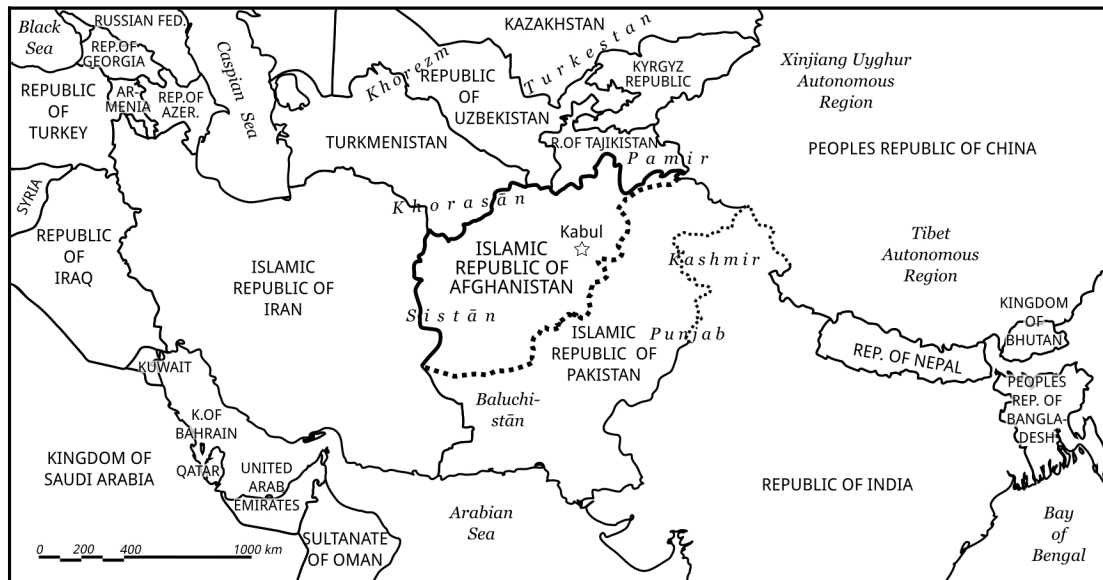 Black
Sea
RUSSIAN FED.
REP.OF
GEORGIA
Caspian Sea
KAZAKHSTAN
Turkestan
Khorezm
REPUBLIC
OF
UZBEKISTAN
KYRGYZ
REPUBLIC
Xinjiang Uyghur
Autonomous
Region
REPUBLIC
OF
TURKEY
AR-
MENIA
REP.OF
AZER.
TURKMENISTAN
R.OF TAJIKISTAN
Pamir
PEOPLES REPUBLIC OF CHINA
SYRIA
Khorasān
REPUBLIC
OF
IRAQ
ISLAMIC
REPUBLIC OF
IRAN
Kabul
ISLAMIC
REPUBLIC OF
AFGHANISTAN
Kashmir
Tibet
Autonomous
Region
Sistān
ISLAMIC
REPUBLIC OF
PAKISTAN
Punjab
KINGDOM
OF
BHUTAN
KUWAIT
REP. OF NEPAL
PEOPLES
REP. OF
BANGLA-
DESH
Baluchi-
stān
K.OF
BAHRAIN
QATAR
UNITED
ARAB
EMIRATES
KINGDOM OF
SAUDI ARABIA
SULTANATE
OF OMAN
Arabian
Sea
REPUBLIC OF INDIA
Bay
of
Bengal
0 200 400 1000 km